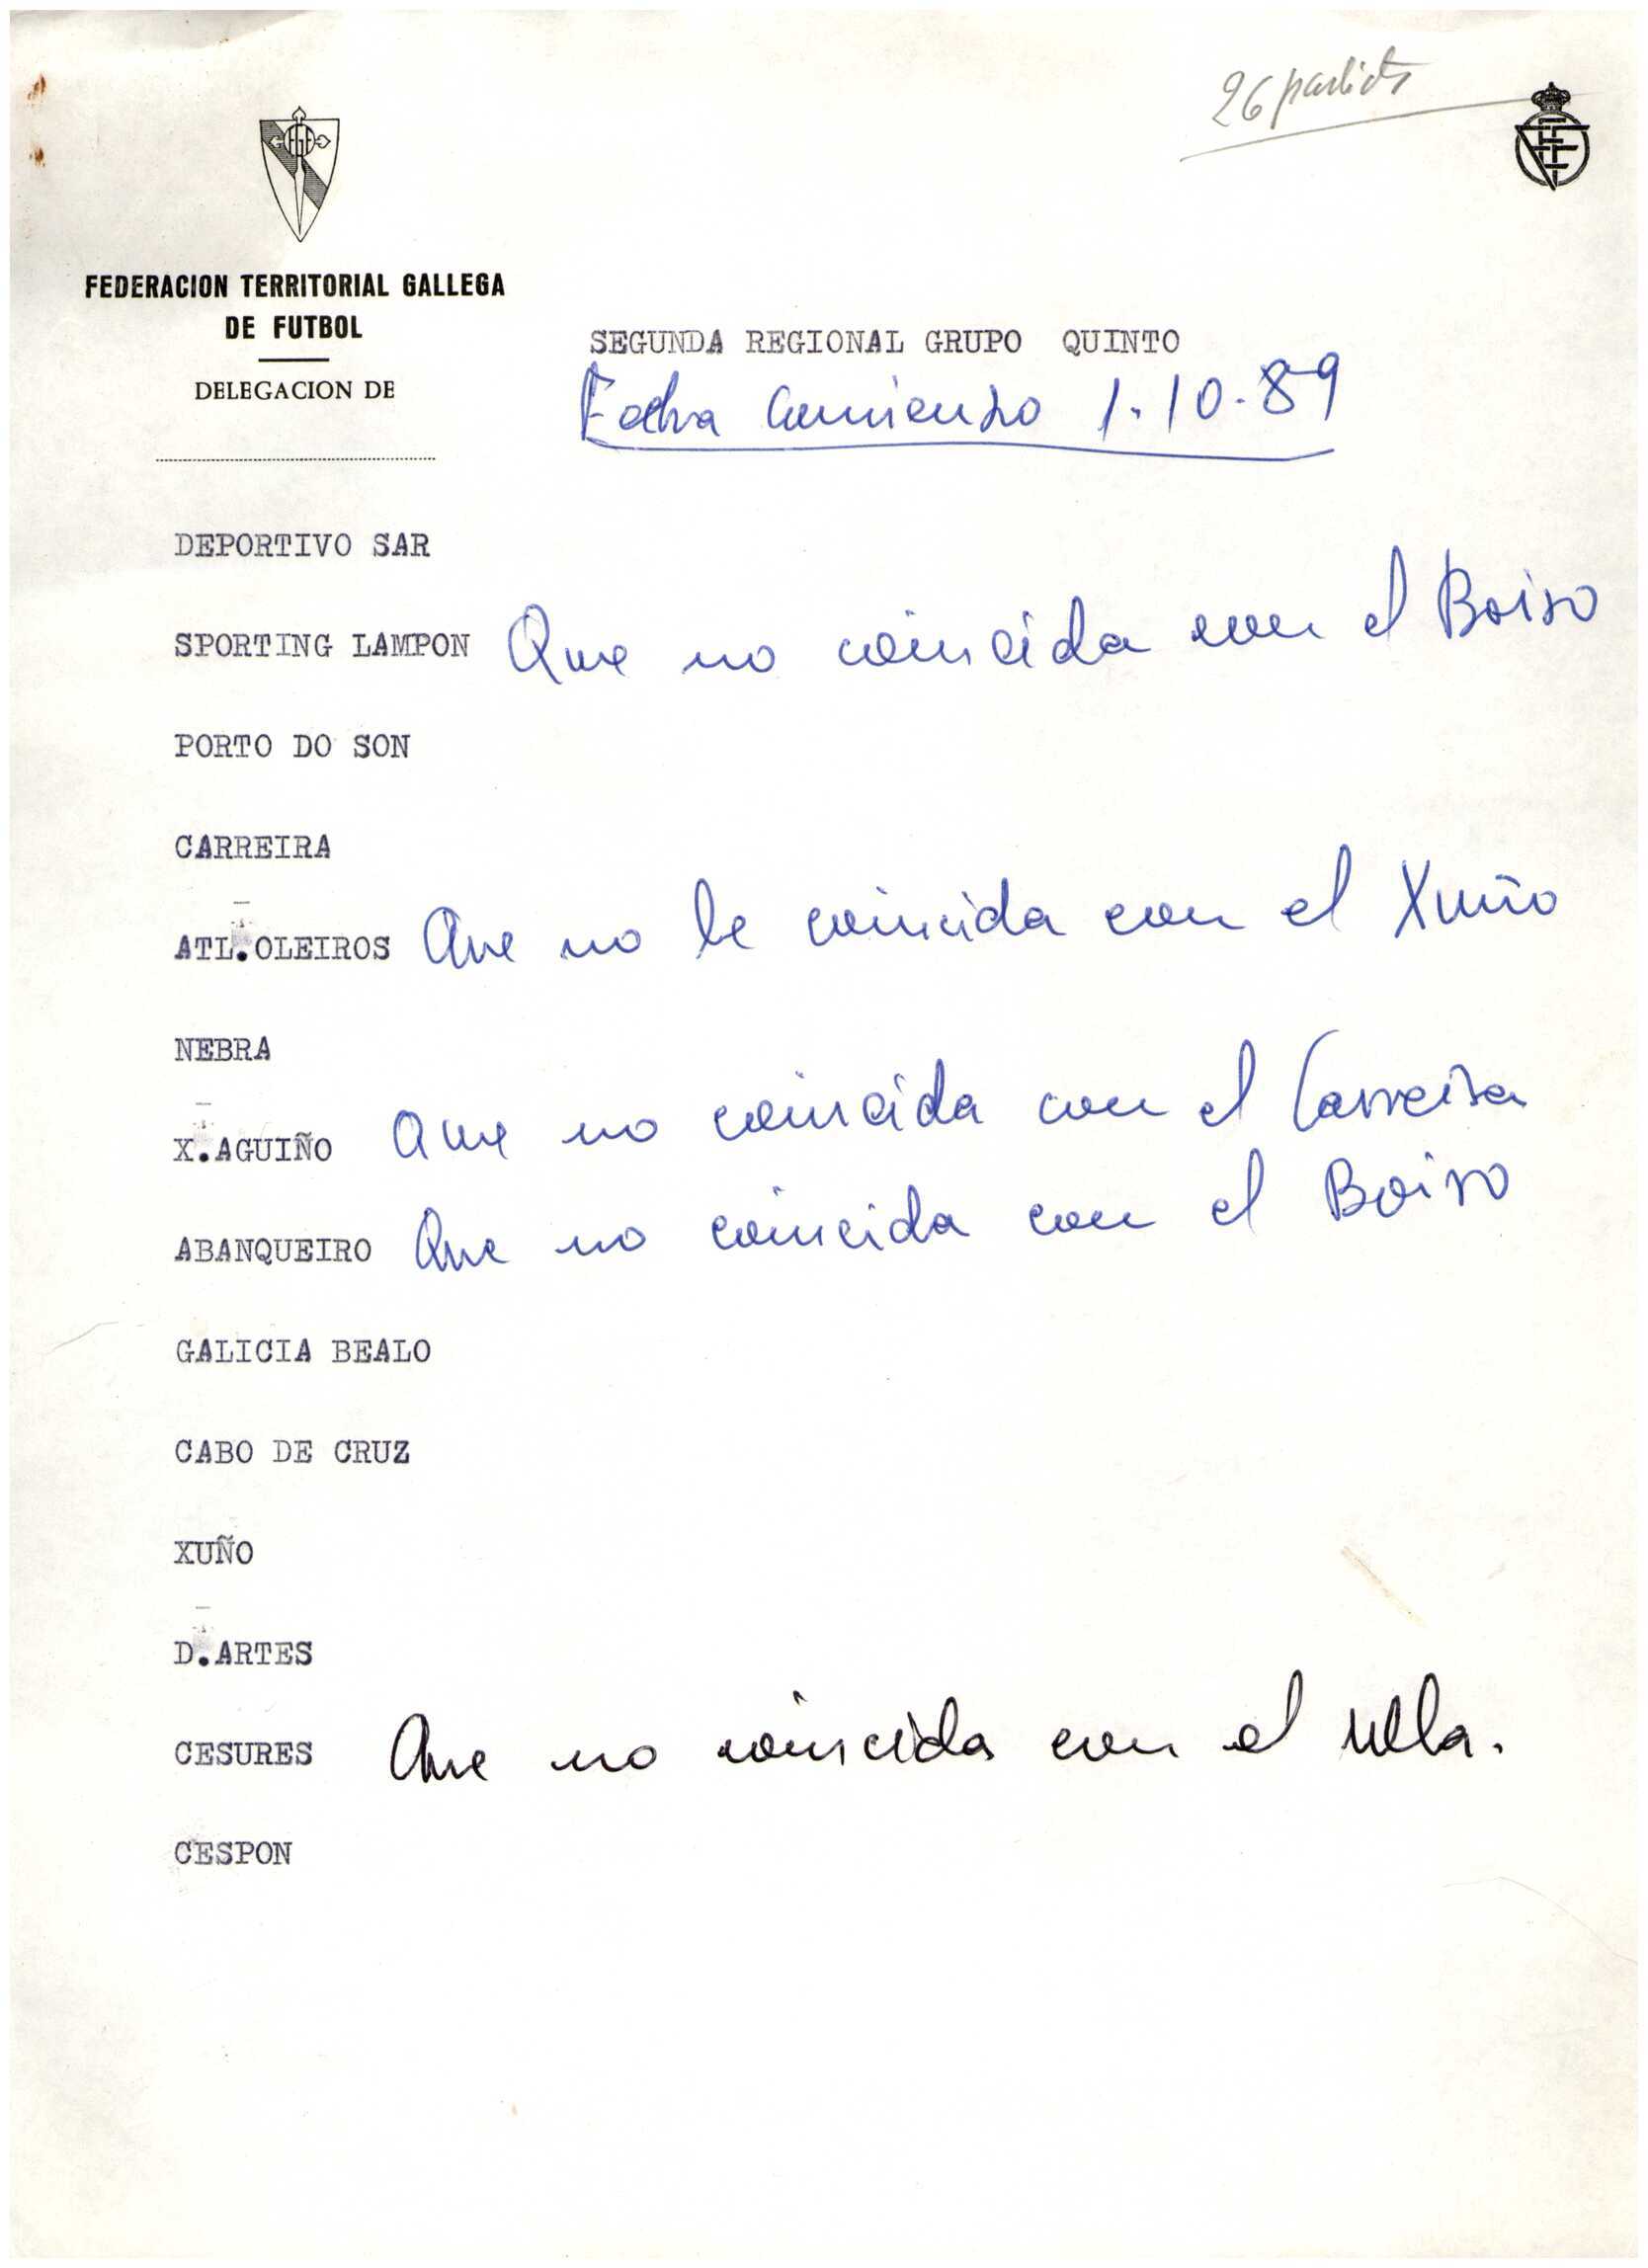 26 partidos
FEDERACION TERRITORIAL GALLEGA
DE FUTBOL
DELEGACION DE
SEGUNDA REGIONAL GRUPO QUINTO
Fecha comienzo 1.10.89
DEPORTIVO SAR
SPORTING LAMPON Que no coincida con el Boiro
PORTO DO SON
CARREIRA
ATL.OLEIROS Que no le coincida con el Xuño
NEBRA
X.AGUIÑO Que no coincida con el Carreira
ABANQUEIRO Que no coincida con el Boiro
GALICIA BEALO
CABO DE CRUZ
XUÑO
D.ARTES
CESURES Que no coincida con el Ulla.
CESPON